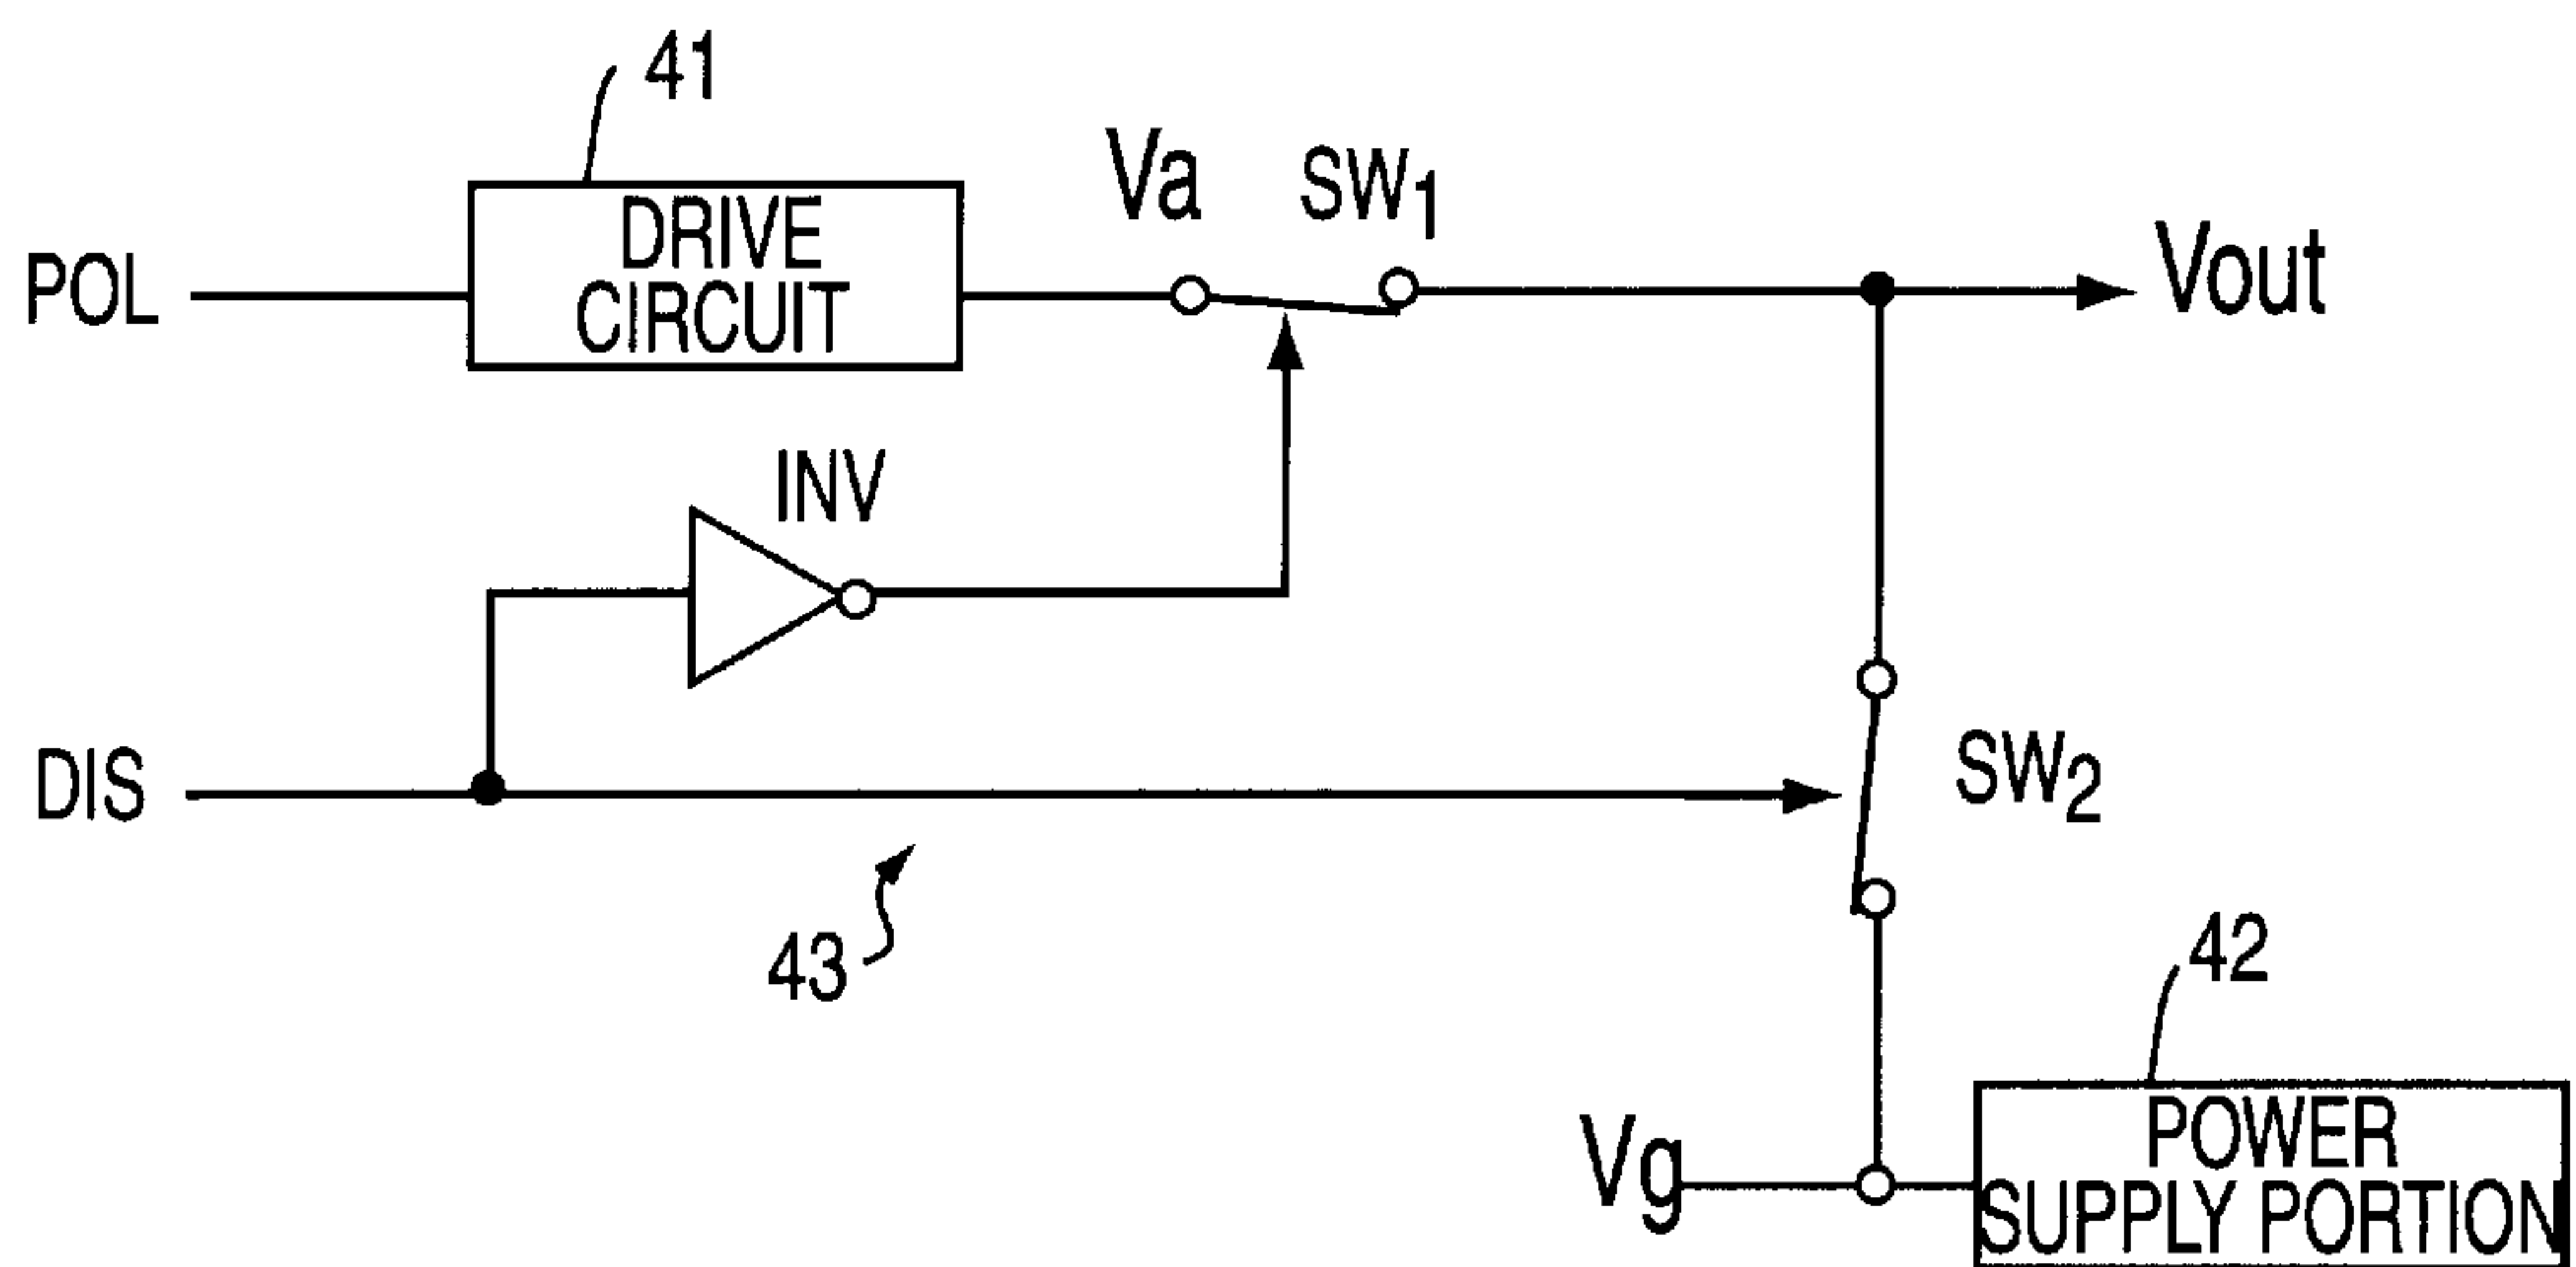 41
DRIVE
CIRCUIT
Va
SW1
POL
Vout
INV
DIS
SW2
43
42
Vg
POWER
SUPPLY PORTION